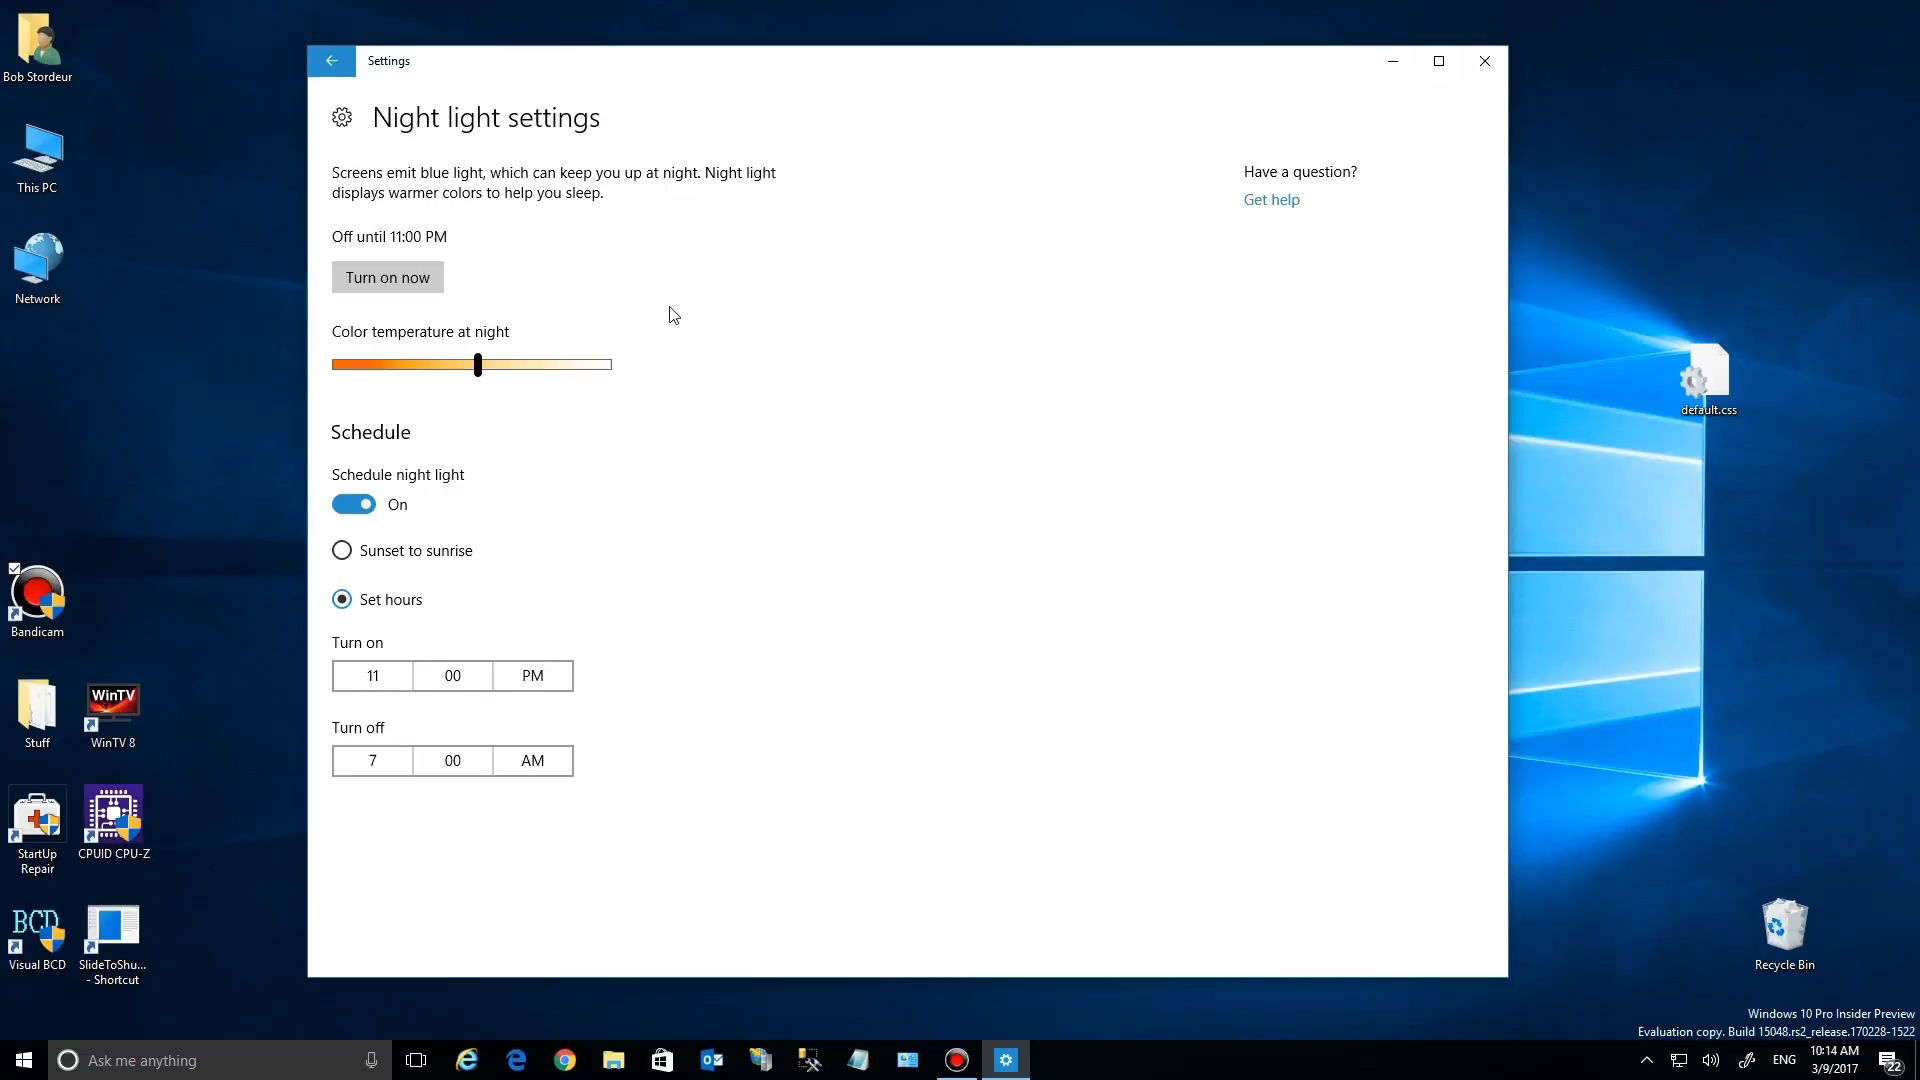 Bob Stordeur
This PC
Network
Bandicam
Stuff
WinTV
WinTV 8
StartUp
Repair
CPUID CPU-Z
BCD
Visual BCD
SlideToShu...
- Shortcut
Settings
Night light settings
Screens emit blue light, which can keep you up at night. Night light
displays warmer colors to help you sleep.
Off until 11:00 PM
Turn on now
Color temperature at night
Schedule
Schedule night light
On
Sunset to sunrise
Set hours
Turn on
11 00 PM
Turn off
7 00 AM
Have a question?
Get help
default.css
Recycle Bin
Windows 10 Pro Insider Preview
Evaluation copy. Build 15048.rs2_release.170228-1522
Ask me anything
ENG
10:14 AM
3/9/2017
22